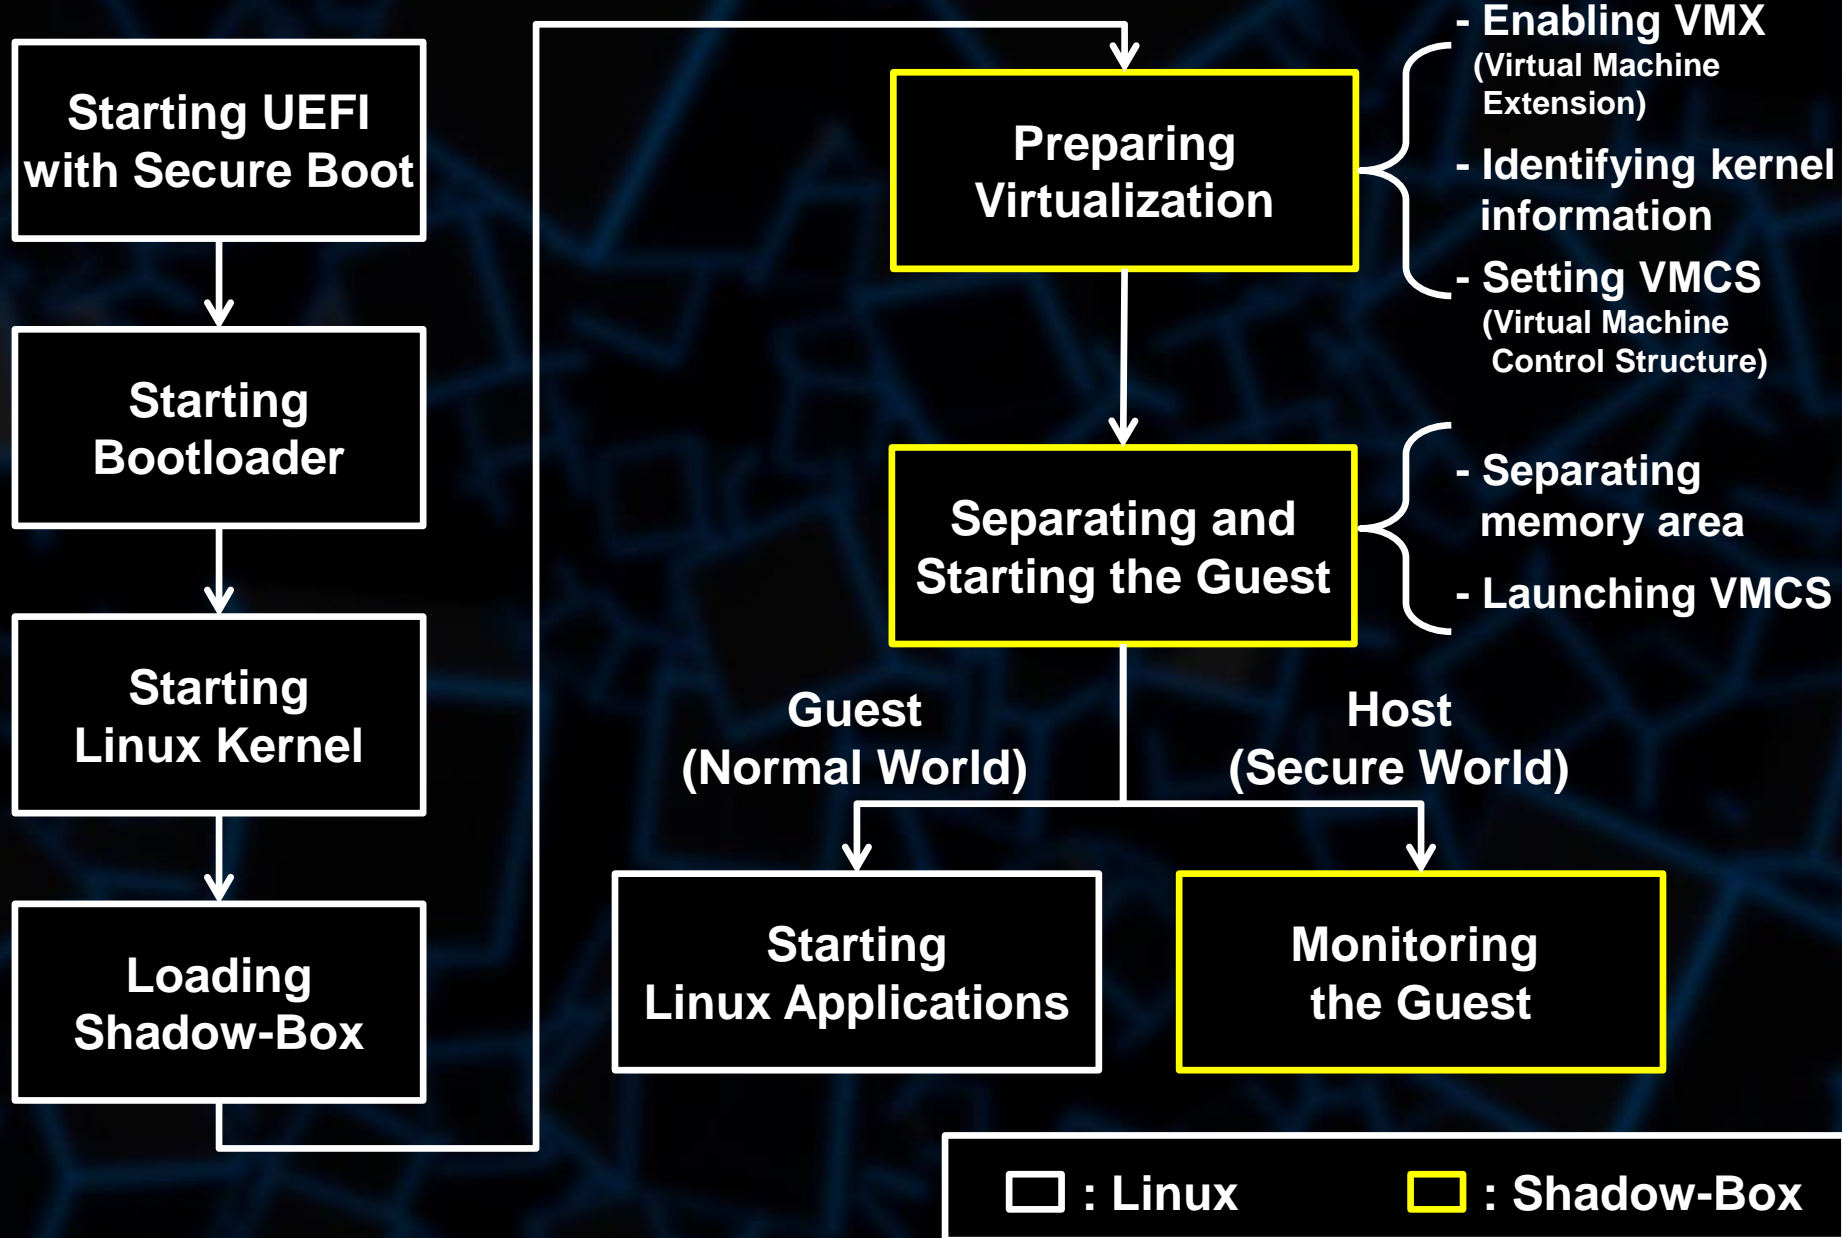 Starting UEFI
with Secure Boot
Starting
Bootloader
Starting
Linux Kernel
Loading
Shadow-Box
Preparing
Virtualization
- Enabling VMX
(Virtual Machine
Extension)
- Identifying kernel
information
- Setting VMCS
(Virtual Machine
Control Structure)
Separating and
Starting the Guest
- Separating
memory area
- Launching VMCS
Guest
(Normal World)
Host
(Secure World)
Starting
Linux Applications
Monitoring
the Guest
: Linux
: Shadow-Box